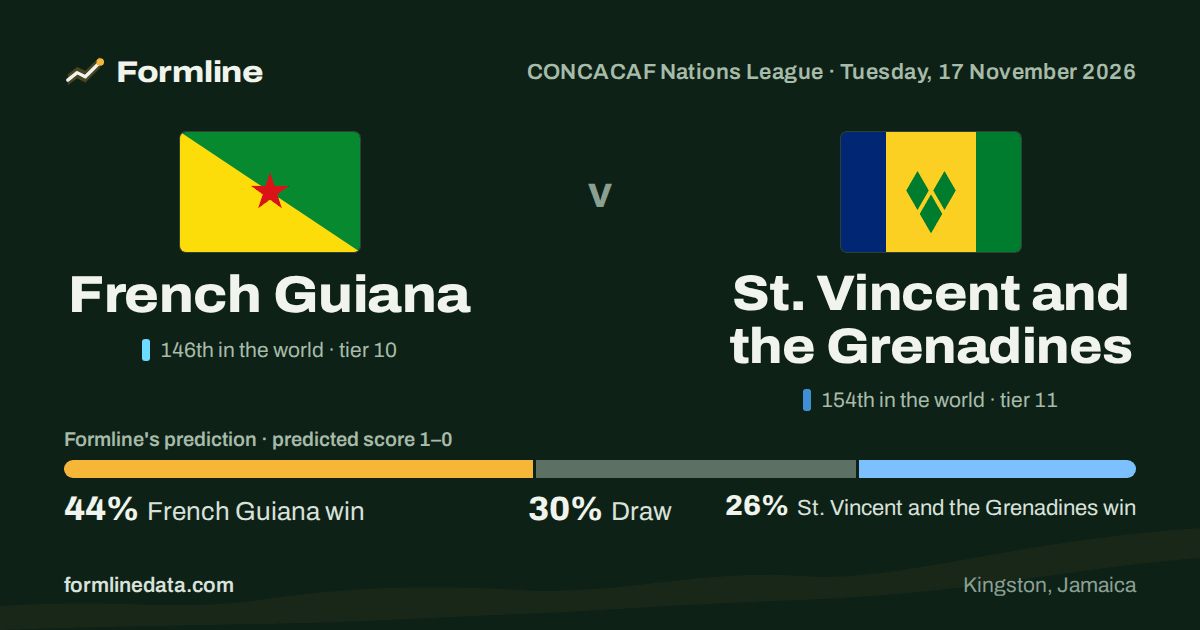 Formline
CONCACAF Nations League · Tuesday, 17 November 2026
v
French Guiana
146th in the world · tier 10
St. Vincent and
the Grenadines
154th in the world · tier 11
Formline's prediction · predicted score 1–0
44% French Guiana win
30% Draw
26% St. Vincent and the Grenadines win
formlinedata.com
Kingston, Jamaica